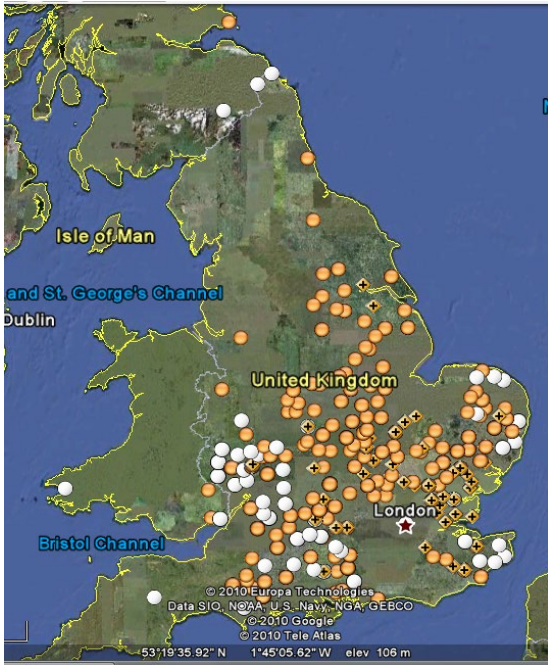 Isle of Man
and St. George's Channel
Dublin
United Kingdom
London
Bristol Channel
© 2010 Europa Technologies
Data SIO, NOAA, U.S. Navy, NGA, GEBCO
© 2010 Google
© 2010 Tele Atlas
53°19'35.92" N 1°45'05.62" W elev 106 m